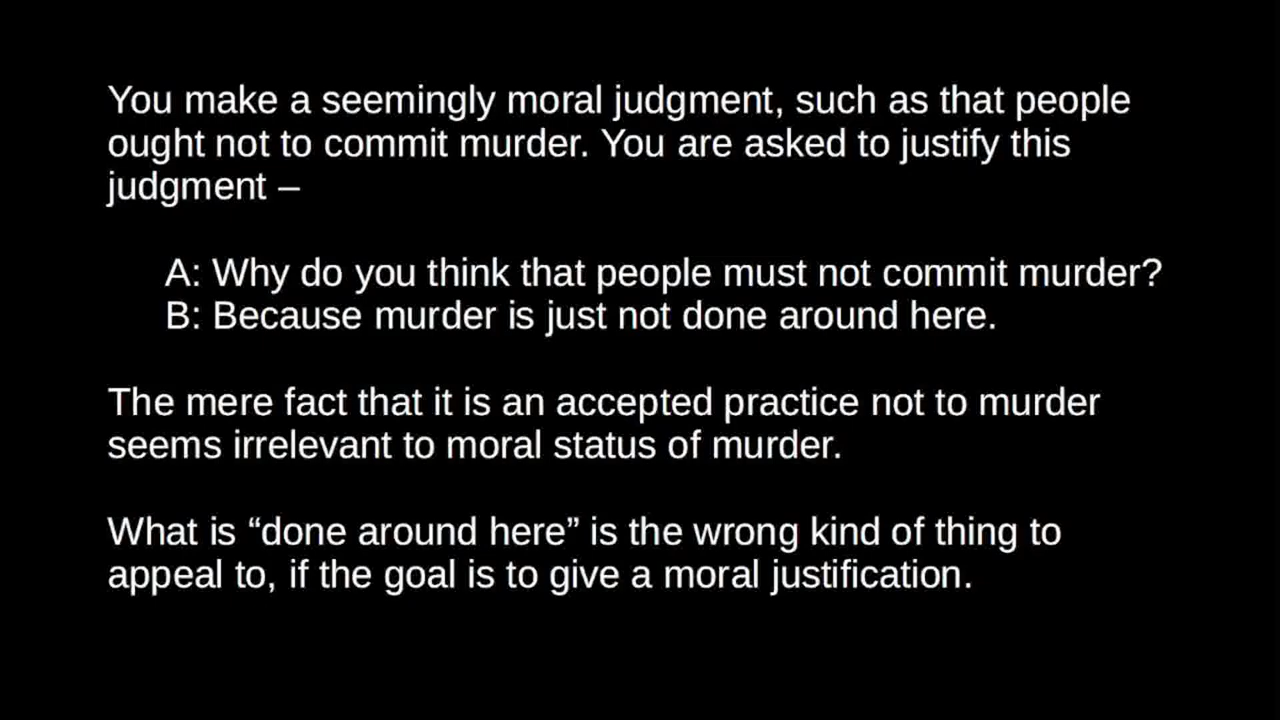 You make a seemingly moral judgment, such as that people
ought not to commit murder. You are asked to justify this
judgment –
A: Why do you think that people must not commit murder?
B: Because murder is just not done around here.
The mere fact that it is an accepted practice not to murder
seems irrelevant to moral status of murder.
What is “done around here” is the wrong kind of thing to
appeal to, if the goal is to give a moral justification.